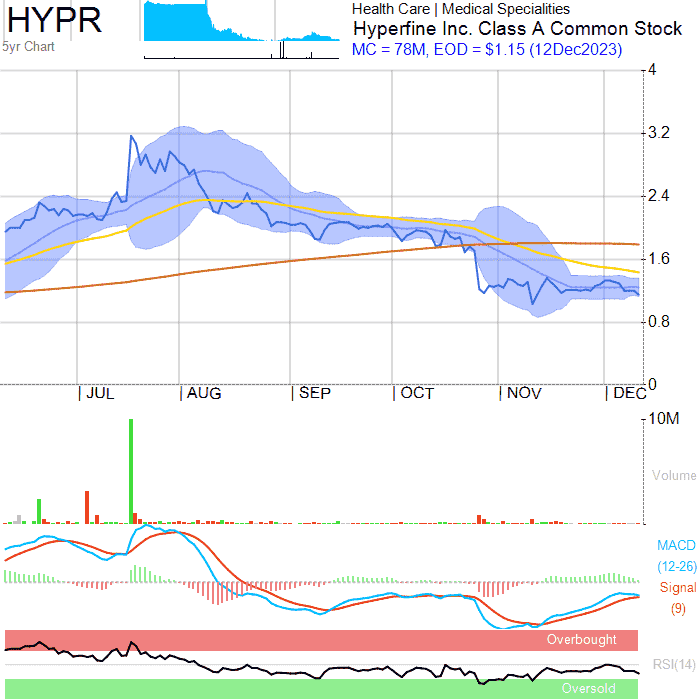 HYPR
5yr Chart
Health Care | Medical Specialities
Hyperfine Inc. Class A Common Stock
MC = 78M, EOD = $1.15 (12Dec2023)
4
3.2
2.4
1.6
0.8
0
| JUL | AUG | SEP | OCT | NOV | DEC
10M
Volume
MACD
(12-26)
Signal
(9)
Overbought
RSI(14)
Oversold